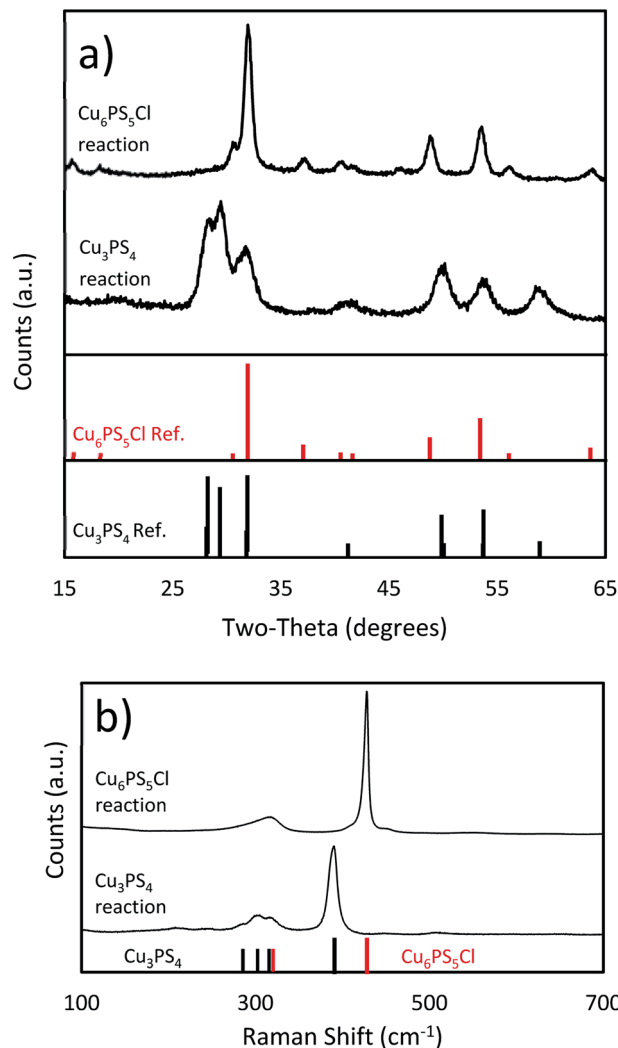 a)
Cu₆PS₅Cl
reaction
Cu₃PS₄
reaction
Cu₆PS₅Cl Ref.
Cu₃PS₄ Ref.
Counts (a.u.)
15 25 35 45 55 65
Two-Theta (degrees)
b)
Cu₆PS₅Cl
reaction
Cu₃PS₄
reaction
Cu₃PS₄ Cu₆PS₅Cl
Counts (a.u.)
100 300 500 700
Raman Shift (cm⁻¹)